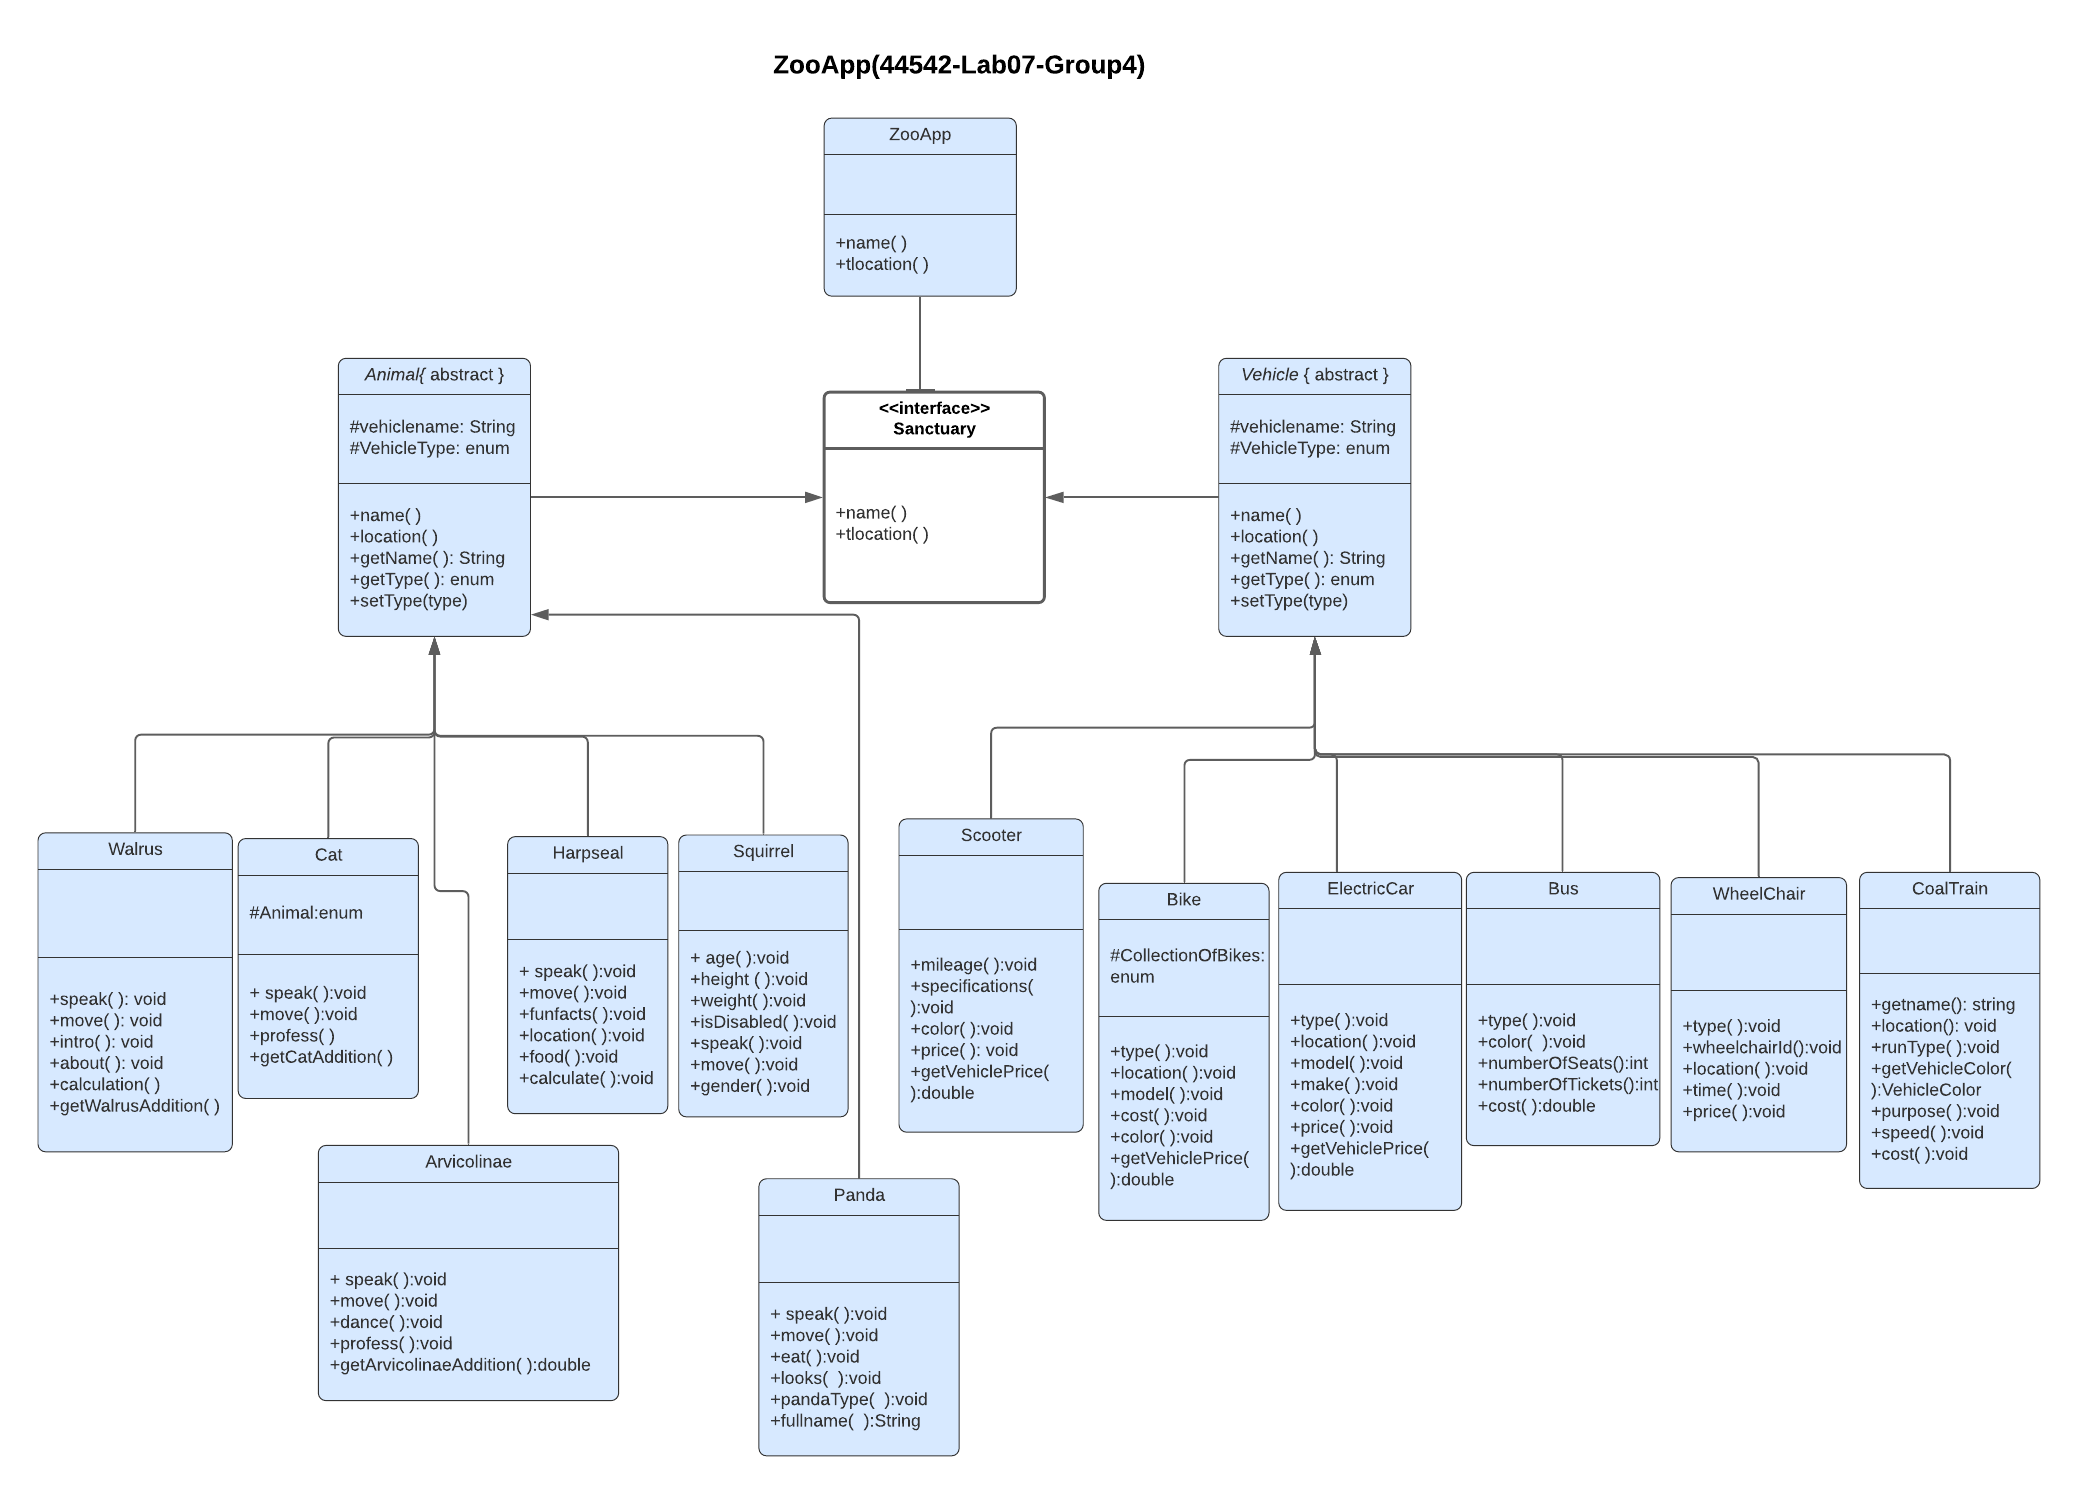 ZooApp(44542-Lab07-Group4)
ZooApp
+name( )
+tlocation( )
Animal{ abstract }
#vehiclename: String
#VehicleType: enum
+name( )
+location( )
+getName( ): String
+getType( ): enum
+setType(type)
<<interface>>
Sanctuary
+name( )
+tlocation( )
Vehicle { abstract }
#vehiclename: String
#VehicleType: enum
+name( )
+location( )
+getName( ): String
+getType( ): enum
+setType(type)
Walrus
+speak( ): void
+move( ): void
+intro( ): void
+about( ): void
+calculation( )
+getWalrusAddition( )
Cat
#Animal:enum
+ speak( ):void
+move( ):void
+profess( )
+getCatAddition( )
Harpseal
+ speak( ):void
+move( ):void
+funfacts( ):void
+location( ):void
+food( ):void
+calculate( ):void
Squirrel
+ age( ):void
+height ( ):void
+weight( ):void
+isDisabled( ):void
+speak( ):void
+move( ):void
+gender( ):void
Scooter
+mileage( ):void
+specifications(
):void
+color( ):void
+price( ): void
+getVehiclePrice(
):double
Bike
#CollectionOfBikes:
enum
+type( ):void
+location( ):void
+model( ):void
+cost( ):void
+color( ):void
+getVehiclePrice(
):double
ElectricCar
+type( ):void
+location( ):void
+model( ):void
+make( ):void
+color( ):void
+price( ):void
+getVehiclePrice(
):double
Bus
+type( ):void
+color(  ):void
+numberOfSeats():int
+numberOfTickets():int
+cost( ):double
WheelChair
+type( ):void
+wheelchairId():void
+location( ):void
+time( ):void
+price( ):void
CoalTrain
+getname(): string
+location(): void
+runType( ):void
+getVehicleColor(
):VehicleColor
+purpose( ):void
+speed( ):void
+cost( ):void
Arvicolinae
+ speak( ):void
+move( ):void
+dance( ):void
+profess( ):void
+getArvicolinaeAddition( ):double
Panda
+ speak( ):void
+move( ):void
+eat( ):void
+looks(  ):void
+pandaType(  ):void
+fullname(  ):String